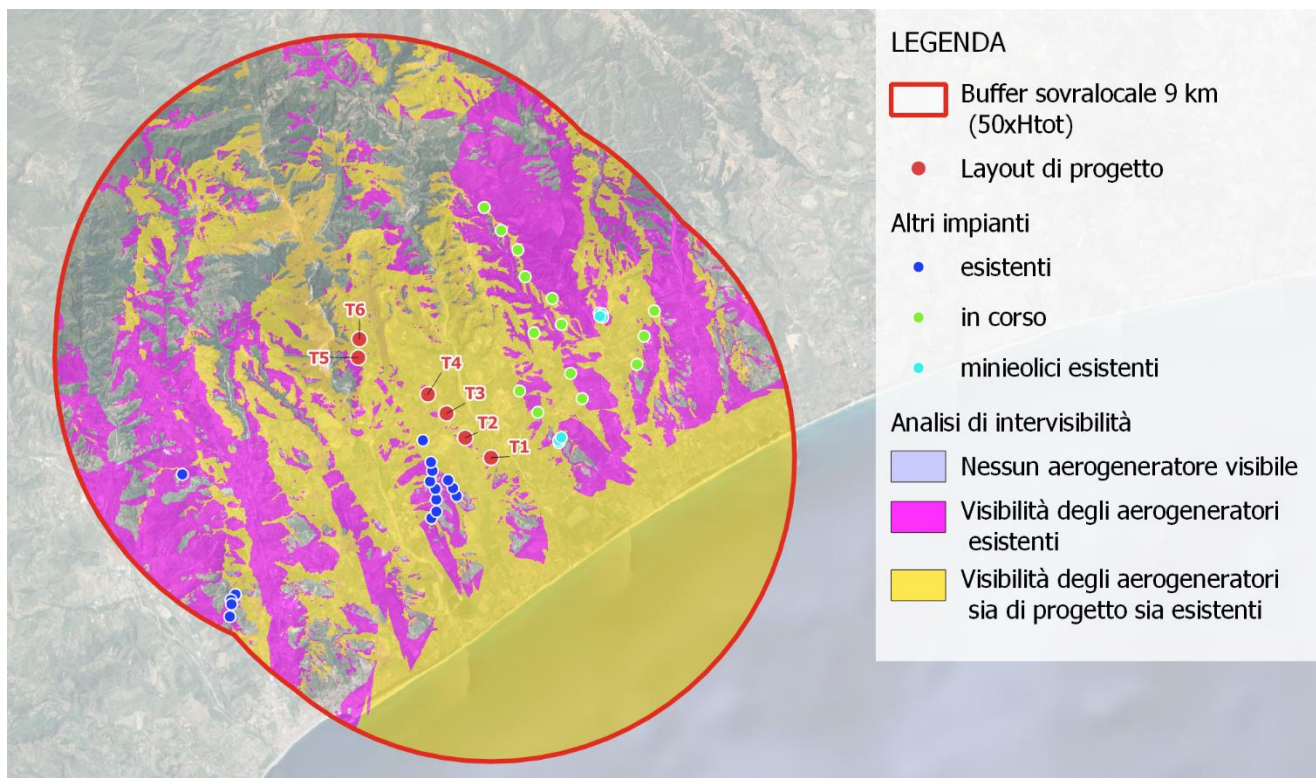 LEGENDA
Buffer sovralocale 9 km
(50xHtot)
Layout di progetto
Altri impianti
esistenti
in corso
minieolici esistenti
Analisi di intervisibilità
Nessun aerogeneratore visibile
Visibilità degli aerogeneratori
esistenti
Visibilità degli aerogeneratori
sia di progetto sia esistenti
T6
T5
T4
T3
T2
T1